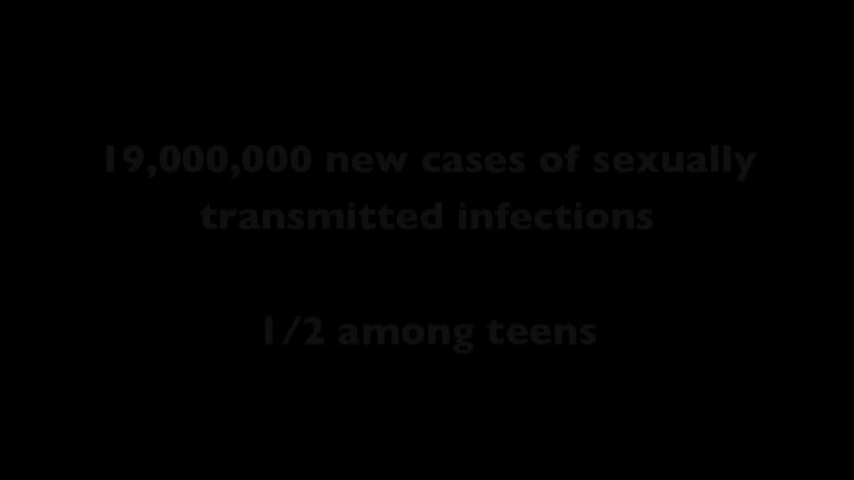 19,000,000 new cases of sexually
transmitted infections
1/2 among teens